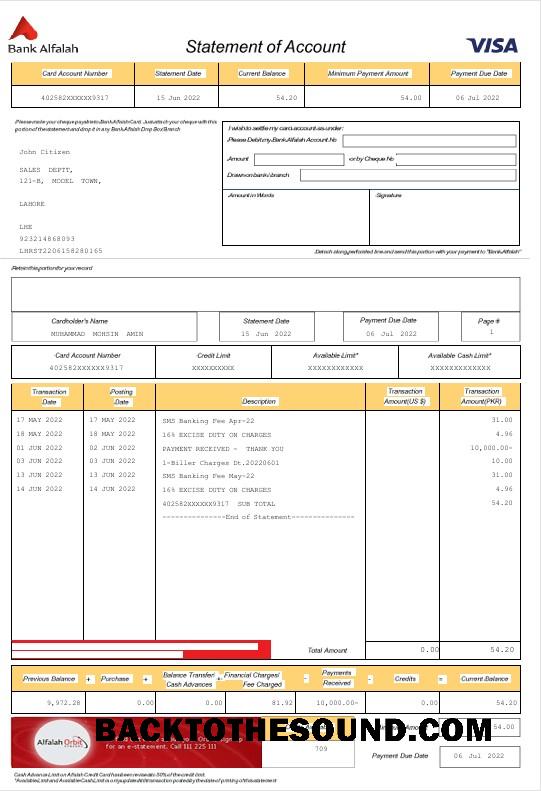 Bank Alfalah
Statement of Account
VISA
Card Account Number Statement Date Current Balance Minimum Payment Amount Payment Due Date
402582XXXXXX9317 15 Jun 2022 54.20 54.00 06 Jul 2022
Please make your cheque payable to Bank Alfalah Card. Just attach your cheque with this
portion of the statement and drop it in any Bank Alfalah Drop Box/Branch
I wish to settle my card account as under:
Please Debit my Bank Alfalah Account No
John Citizen
Amount or by Cheque No
SALES DEPTT,
Drawn on bank / branch
121-B, MODEL TOWN,
Amount in Words Signature
LAHORE
LHE
923214868093
LHRST2206158280165
Detach along perforated line and send this portion with your payment to "Bank Alfalah"
Retain this portion for your record
Cardholder's Name Statement Date Payment Due Date Page #
MUHAMMAD MOHSIN AMIN 15 Jun 2022 06 Jul 2022 1
Card Account Number Credit Limit Available Limit* Available Cash Limit*
402582XXXXXX9317 XXXXXXXXXX XXXXXXXXXXXX XXXXXXXXXXXX
Transaction Date Posting Date Description Transaction Amount(US $) Transaction Amount(PKR)
17 MAY 2022 17 MAY 2022 SMS Banking Fee Apr-22 31.00
18 MAY 2022 18 MAY 2022 16% EXCISE DUTY ON CHARGES 4.96
01 JUN 2022 02 JUN 2022 PAYMENT RECEIVED - THANK YOU 10,000.00-
03 JUN 2022 03 JUN 2022 1-Biller Charges Dt.20220601 10.00
13 JUN 2022 13 JUN 2022 SMS Banking Fee May-22 31.00
14 JUN 2022 14 JUN 2022 16% EXCISE DUTY ON CHARGES 4.96
402582XXXXXX9317 SUB TOTAL 54.20
---------------End of Statement---------------
Total Amount 0.00 54.20
Previous Balance + Purchase + Balance Transfer/ Cash Advances + Financial Charges/ Fee Charged - Payments Received - Credits = Current Balance
9,972.28 0.00 0.00 81.92 10,000.00- 0.00 54.20
BACKTOTHESOUND.COM
54.00
Alfalah Orbit
for an e-statement. Call 111 225 111
709
Payment Due Date 06 Jul 2022
Cash Advance Limit on Alfalah Credit Card has been revised to 50% of the credit limit.
*Available Limit and Available Cash Limit is only updated till transaction posted by the date of printing of this statement